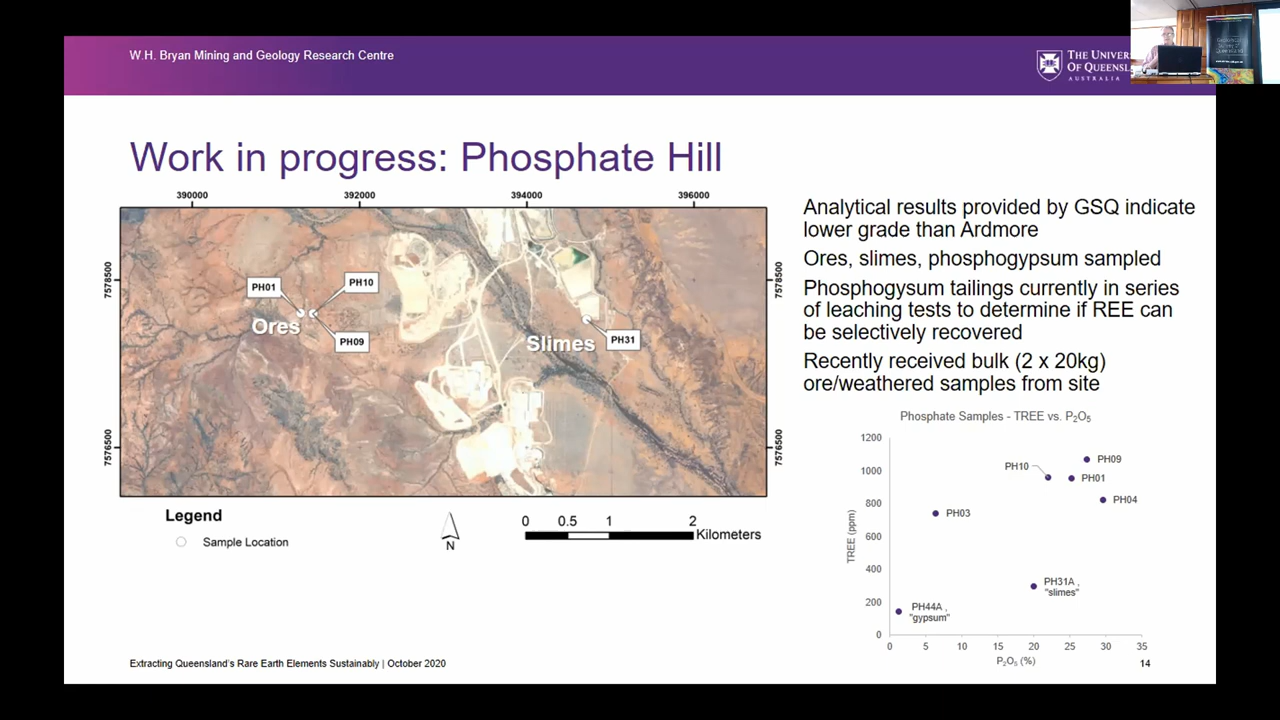 W.H. Bryan Mining and Geology Research Centre
THE UNIVER
OF QUEENSL
AUSTRALIA
Work in progress: Phosphate Hill
390000 392000 394000 396000
7578500 7578500
7576500 7576500
PH01
PH10
PH09
Ores
Slimes
PH31
Legend
Sample Location
N
0 0.5 1 2
Kilometers
Analytical results provided by GSQ indicate
lower grade than Ardmore
Ores, slimes, phosphogypsum sampled
Phosphogysum tailings currently in series
of leaching tests to determine if REE can
be selectively recovered
Recently received bulk (2 x 20kg)
ore/weathered samples from site
Phosphate Samples - TREE vs. P₂O₅
TREE (ppm)
1200
1000
800
600
400
200
0
PH09
PH10
PH01
PH04
PH03
PH31A ,
"slimes"
PH44A ,
"gypsum"
0 5 10 15 20 25 30 35
P₂O₅ (%)
Extracting Queensland's Rare Earth Elements Sustainably | October 2020
14